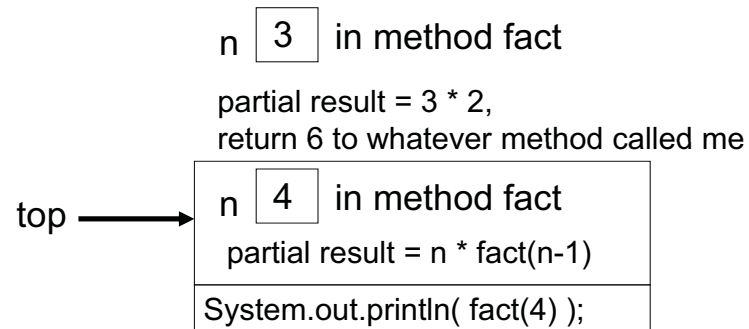 n 3 in method fact
partial result = 3 * 2,
return 6 to whatever method called me
top
n 4 in method fact
partial result = n * fact(n-1)
System.out.println( fact(4) );